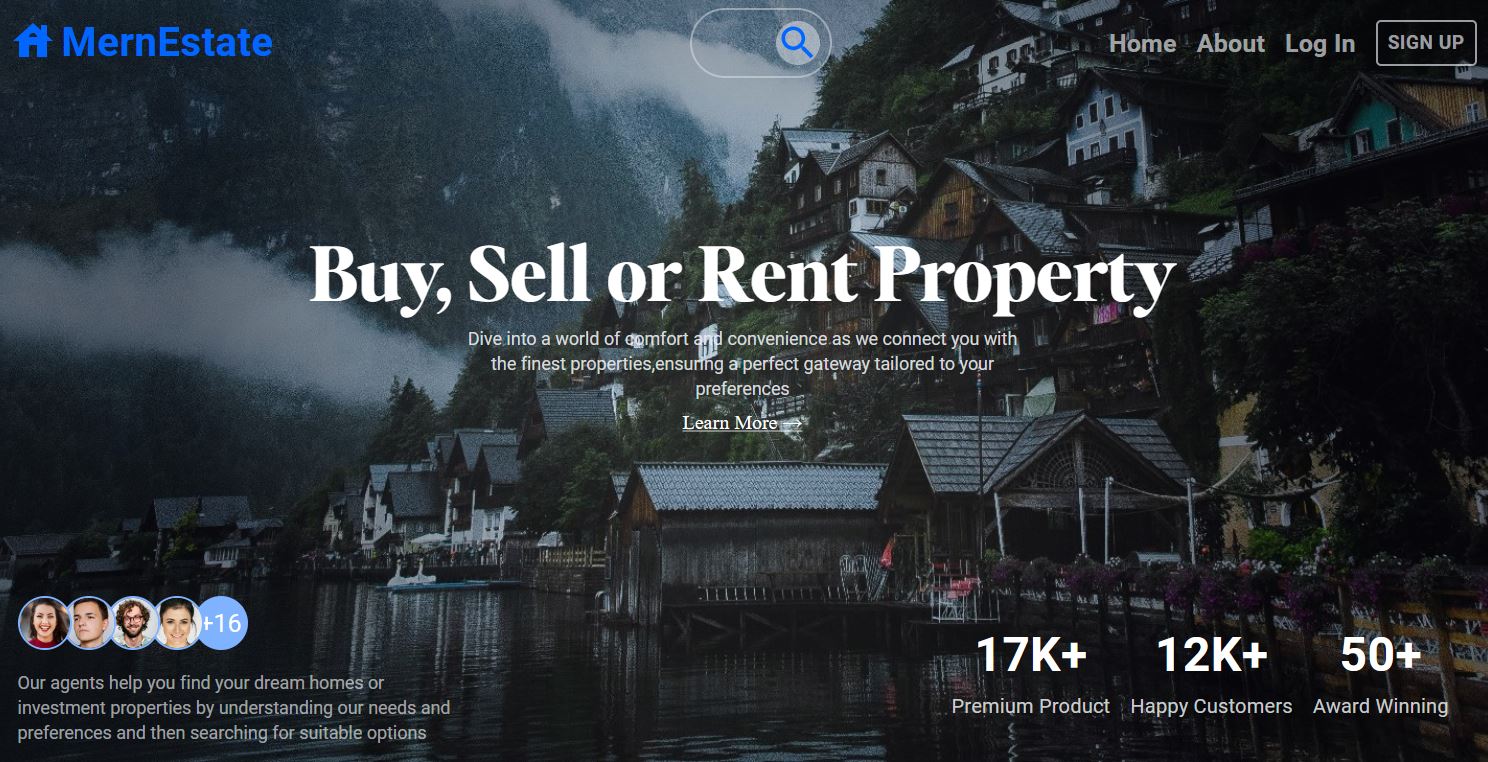 MernEstate
Home About Log In SIGN UP
Buy, Sell or Rent Property
Dive into a world of comfort and convenience as we connect you with
the finest properties,ensuring a perfect gateway tailored to your
preferences
Learn More →
+16
Our agents help you find your dream homes or
investment properties by understanding our needs and
preferences and then searching for suitable options
17K+ 12K+ 50+
Premium Product Happy Customers Award Winning